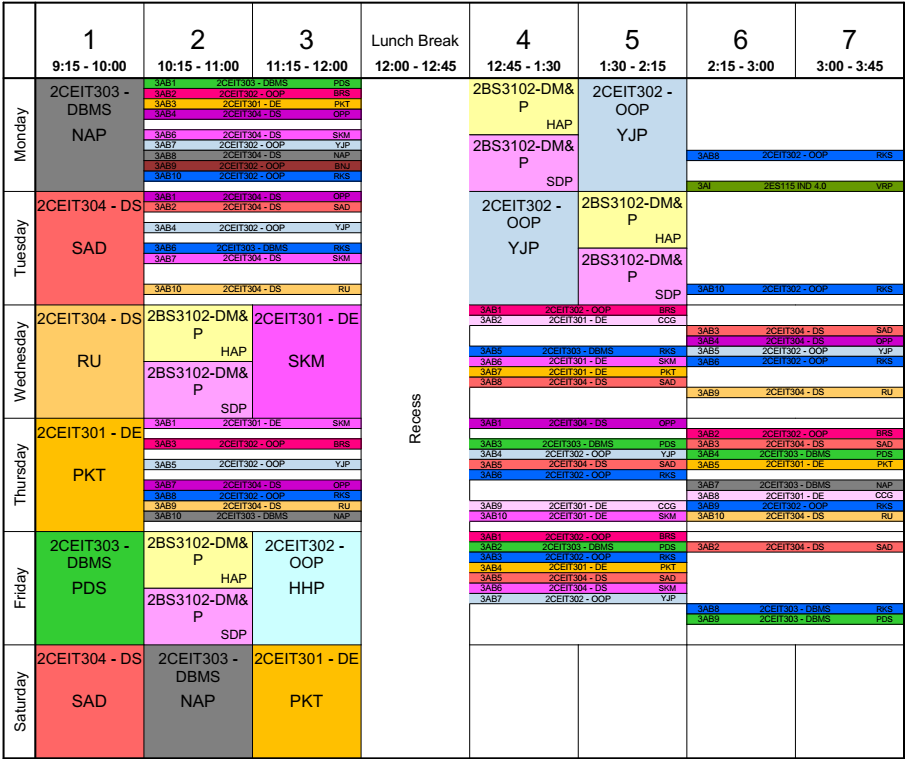 1 2 3 Lunch Break 4 5 6 7
9:15 - 10:00 10:15 - 11:00 11:15 - 12:00 12:00 - 12:45 12:45 - 1:30 1:30 - 2:15 2:15 - 3:00 3:00 - 3:45
Monday
2CEIT303 -
DBMS
NAP
3AB1 2CEIT303 - DBMS PDS
3AB2 2CEIT302 - OOP BRS
3AB3 2CEIT301 - DE PKT
3AB4 2CEIT304 - DS OPP
3AB6 2CEIT304 - DS SKM
3AB7 2CEIT302 - OOP YJP
3AB8 2CEIT304 - DS NAP
3AB9 2CEIT302 - OOP BNJ
3AB10 2CEIT302 - OOP RKS
2BS3102-DM&
P
HAP
2BS3102-DM&
P
SDP
2CEIT302 -
OOP
YJP
3AB8 2CEIT302 - OOP RKS
3AI 2ES115 IND 4.0 VRP
Tuesday
2CEIT304 - DS
SAD
3AB1 2CEIT304 - DS OPP
3AB2 2CEIT304 - DS SAD
3AB4 2CEIT302 - OOP YJP
3AB6 2CEIT303 - DBMS RKS
3AB7 2CEIT304 - DS SKM
3AB10 2CEIT304 - DS RU
2CEIT302 -
OOP
YJP
2BS3102-DM&
P
HAP
2BS3102-DM&
P
SDP
3AB10 2CEIT302 - OOP RKS
Wednesday
2CEIT304 - DS
RU
2BS3102-DM&
P
HAP
2BS3102-DM&
P
SDP
2CEIT301 - DE
SKM
Recess
3AB1 2CEIT302 - OOP BRS
3AB2 2CEIT301 - DE CCG
3AB5 2CEIT303 - DBMS RKS
3AB6 2CEIT301 - DE SKM
3AB7 2CEIT301 - DE PKT
3AB8 2CEIT304 - DS SAD
3AB3 2CEIT304 - DS SAD
3AB4 2CEIT304 - DS OPP
3AB5 2CEIT302 - OOP YJP
3AB6 2CEIT302 - OOP RKS
3AB9 2CEIT304 - DS RU
Thursday
2CEIT301 - DE
PKT
3AB1 2CEIT301 - DE SKM
3AB3 2CEIT302 - OOP BRS
3AB5 2CEIT302 - OOP YJP
3AB7 2CEIT304 - DS OPP
3AB8 2CEIT302 - OOP RKS
3AB9 2CEIT304 - DS RU
3AB10 2CEIT303 - DBMS NAP
3AB1 2CEIT304 - DS OPP
3AB3 2CEIT303 - DBMS PDS
3AB4 2CEIT302 - OOP YJP
3AB5 2CEIT304 - DS SAD
3AB6 2CEIT302 - OOP RKS
3AB9 2CEIT301 - DE CCG
3AB10 2CEIT301 - DE SKM
3AB2 2CEIT302 - OOP BRS
3AB3 2CEIT304 - DS SAD
3AB4 2CEIT303 - DBMS PDS
3AB5 2CEIT301 - DE PKT
3AB7 2CEIT303 - DBMS NAP
3AB8 2CEIT301 - DE CCG
3AB9 2CEIT302 - OOP RKS
3AB10 2CEIT304 - DS RU
Friday
2CEIT303 -
DBMS
PDS
2BS3102-DM&
P
HAP
2BS3102-DM&
P
SDP
2CEIT302 -
OOP
HHP
3AB1 2CEIT302 - OOP BRS
3AB2 2CEIT303 - DBMS PDS
3AB3 2CEIT302 - OOP RKS
3AB4 2CEIT301 - DE PKT
3AB5 2CEIT304 - DS SAD
3AB6 2CEIT304 - DS SKM
3AB7 2CEIT302 - OOP YJP
3AB2 2CEIT304 - DS SAD
3AB8 2CEIT303 - DBMS RKS
3AB9 2CEIT303 - DBMS PDS
Saturday
2CEIT304 - DS
SAD
2CEIT303 -
DBMS
NAP
2CEIT301 - DE
PKT